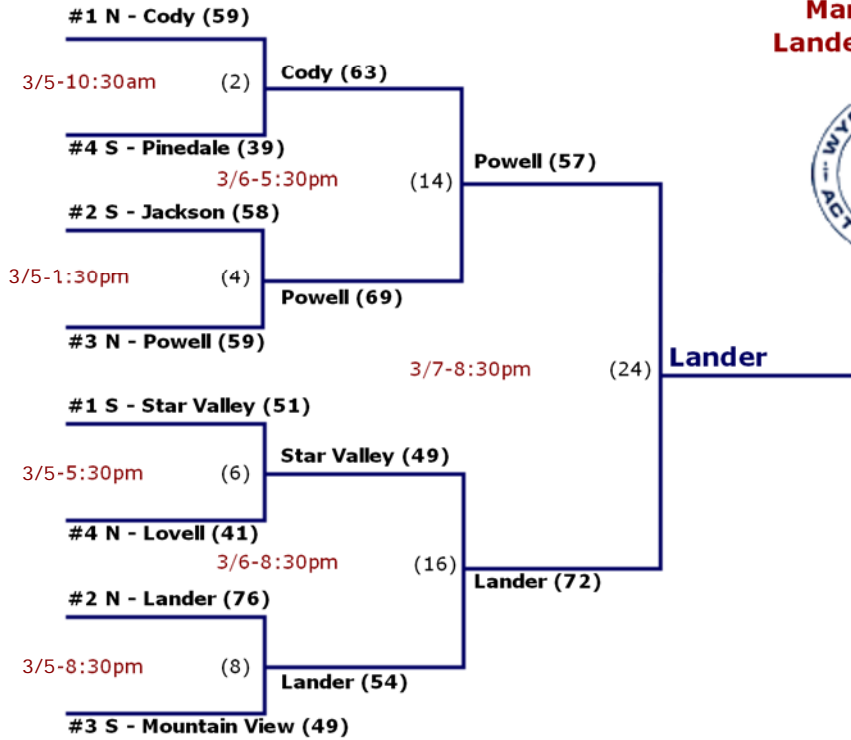 #1 N - Cody (59)
3/5-10:30am
(2)
Cody (63)
#4 S - Pinedale (39)
3/6-5:30pm
(14)
Powell (57)
#2 S - Jackson (58)
3/5-1:30pm
(4)
Powell (69)
#3 N - Powell (59)
3/7-8:30pm
(24)
Lander
#1 S - Star Valley (51)
3/5-5:30pm
(6)
Star Valley (49)
#4 N - Lovell (41)
3/6-8:30pm
(16)
Lander (72)
#2 N - Lander (76)
3/5-8:30pm
(8)
Lander (54)
#3 S - Mountain View (49)